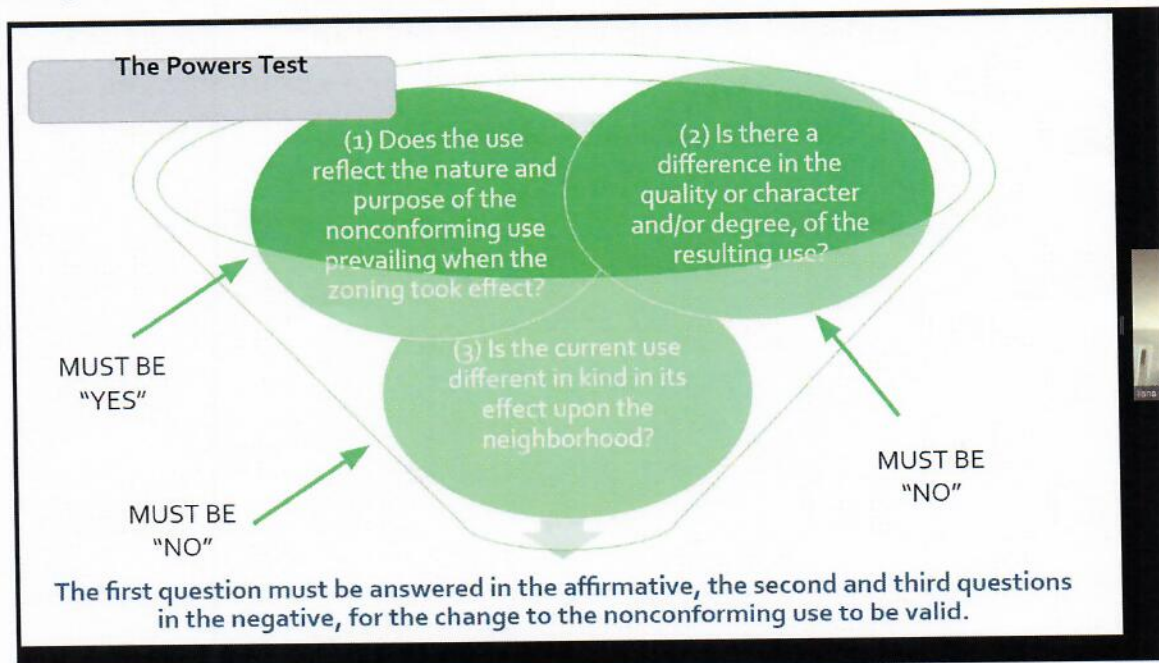 The Powers Test
(1) Does the use
reflect the nature and
purpose of the
nonconforming use
prevailing when the
zoning took effect?
(2) Is there a
difference in the
quality or character
and/or degree, of the
resulting use?
(3) Is the current use
different in kind in its
effect upon the
neighborhood?
MUST BE
"YES"
MUST BE
"NO"
MUST BE
"NO"
The first question must be answered in the affirmative, the second and third questions
in the negative, for the change to the nonconforming use to be valid.